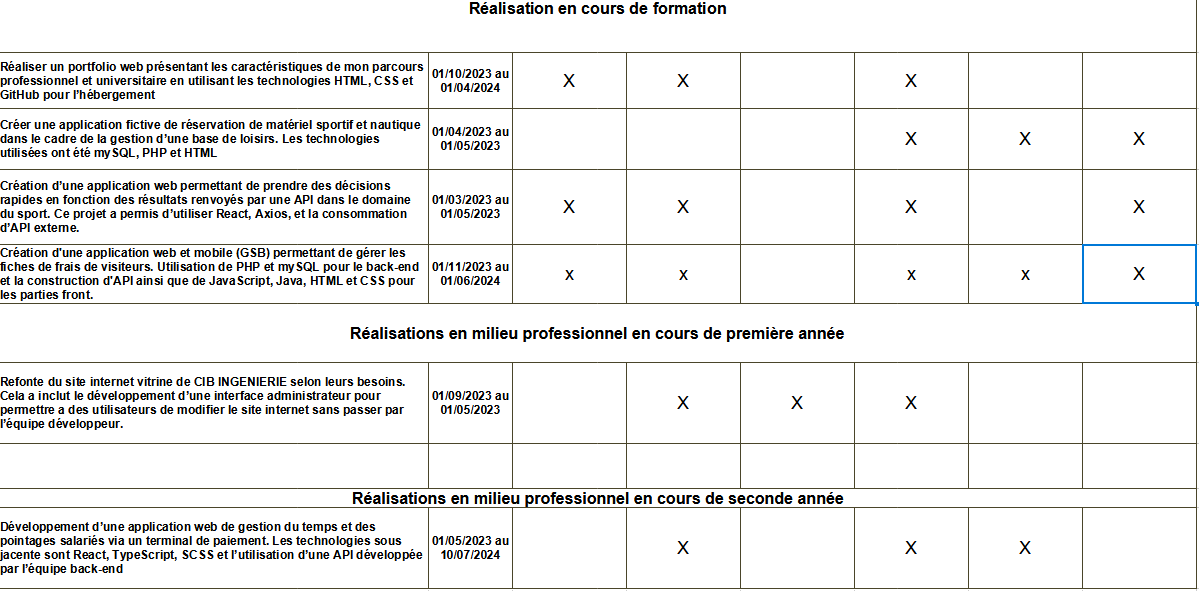 Réalisation en cours de formation
Réaliser un portfolio web présentant les caractéristiques de mon parcours
professionnel et universitaire en utilisant les technologies HTML, CSS et
GitHub pour l’hébergement
01/10/2023 au
01/04/2024
X X X
Créer une application fictive de réservation de matériel sportif et nautique
dans le cadre de la gestion d’une base de loisirs. Les technologies
utilisées ont été mySQL, PHP et HTML
01/04/2023 au
01/05/2023
X X X
Création d’une application web permettant de prendre des décisions
rapides en fonction des résultats renvoyés par une API dans le domaine
du sport. Ce projet a permis d’utiliser React, Axios, et la consommation
d’API externe.
01/03/2023 au
01/05/2023
X X X X
Création d'une application web et mobile (GSB) permettant de gérer les
fiches de frais de visiteurs. Utilisation de PHP et mySQL pour le back-end
et la construction d'API ainsi que de JavaScript, Java, HTML et CSS pour
les parties front.
01/11/2023 au
01/06/2024
x x x x X
Réalisations en milieu professionnel en cours de première année
Refonte du site internet vitrine de CIB INGENIERIE selon leurs besoins.
Cela a inclut le développement d’une interface administrateur pour
permettre a des utilisateurs de modifier le site internet sans passer par
l’équipe développeur.
01/09/2023 au
01/05/2023
X X X
Réalisations en milieu professionnel en cours de seconde année
Développement d’une application web de gestion du temps et des
pointages salariés via un terminal de paiement. Les technologies sous
jacente sont React, TypeScript, SCSS et l’utilisation d’une API développée
par l’équipe back-end
01/05/2023 au
10/07/2024
X X X